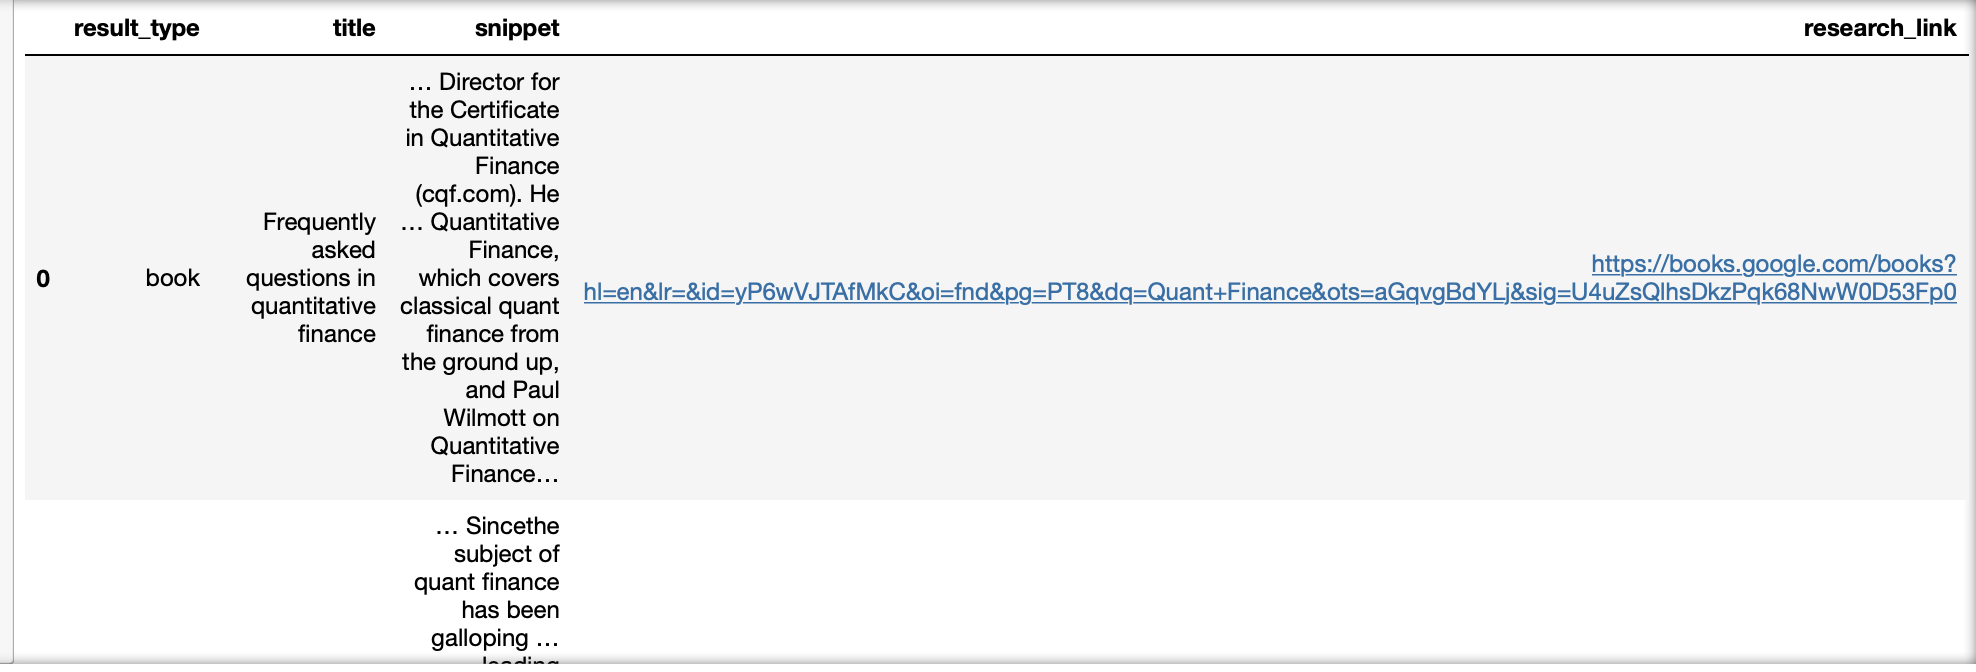 result_type title snippet research_link
… Director for
the Certificate
in Quantitative
Finance
(cqf.com). He
… Quantitative
Finance,
which covers
classical quant
finance from
the ground up,
and Paul
Wilmott on
Quantitative
Finance…
0
book
Frequently
asked
questions in
quantitative
finance
https://books.google.com/books?
hl=en&lr=&id=yP6wVJTAfMkC&oi=fnd&pg=PT8&dq=Quant+Finance&ots=aGqvgBdYLj&sig=U4uZsQlhsDkzPqk68NwW0D53Fp0
… Sincethe
subject of
quant finance
has been
galloping …
leading